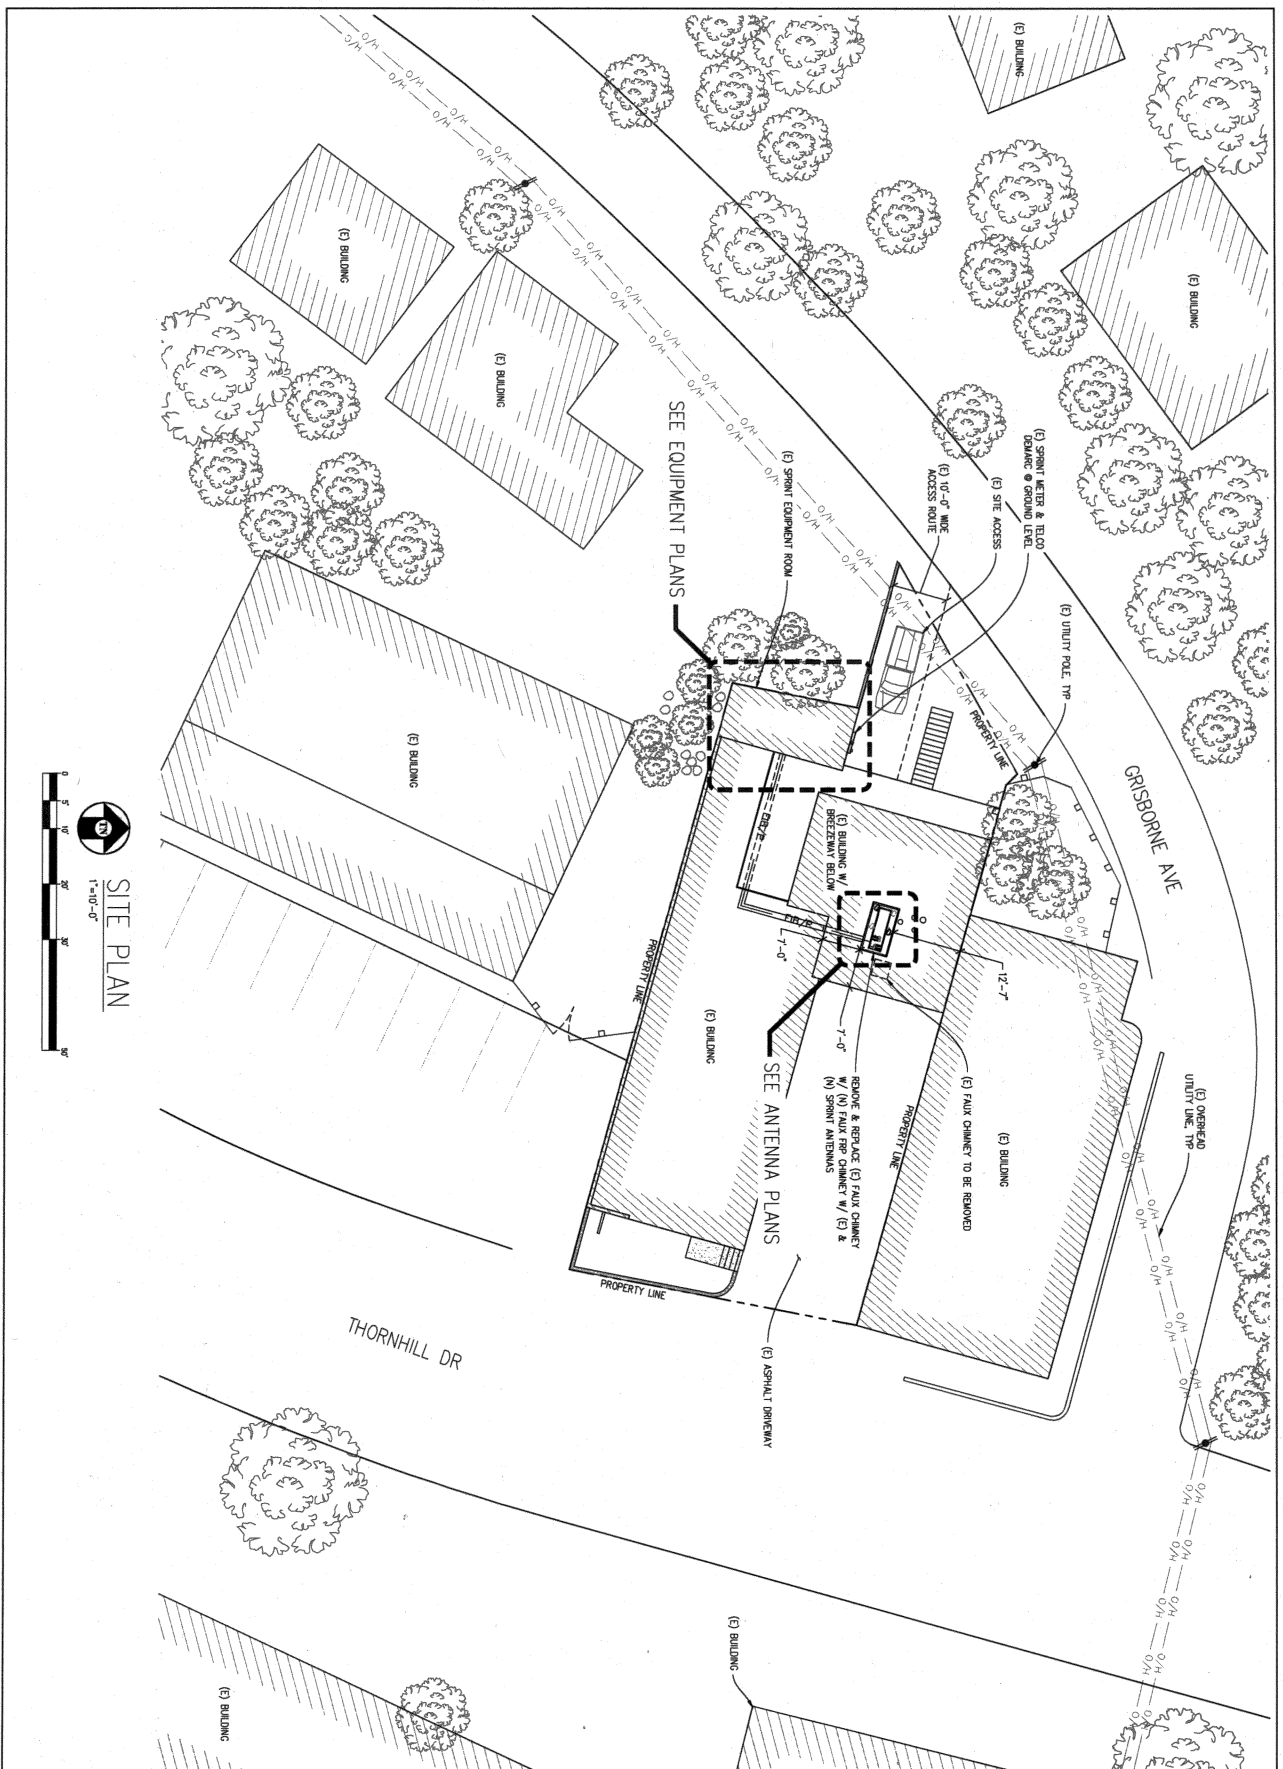 (E) BUILDING
(E) BUILDING
(E) BUILDING
(E) BUILDING
(E) SPRINT METER & TELCO
DEMARC @ GROUND LEVEL
(E) SITE ACCESS
(E) 10'-0" WIDE
ACCESS ROUTE
(E) SPRINT EQUIPMENT ROOM
SEE EQUIPMENT PLANS
(E) UTILITY POLE, TYP
PROPERTY LINE
GRISBORNE AVE
(E) BUILDING W/
BREEZEWAY BELOW
(E) BUILDING
PROPERTY LINE
7'-0"
12'-7"
7'-0"
(E) BUILDING
SEE ANTENNA PLANS
REMOVE & REPLACE (E) FAUX CHIMNEY
W/ (N) FAUX FRP CHIMNEY W/ (E) &
(N) SPRINT ANTENNAS
(E) FAUX CHIMNEY TO BE REMOVED
PROPERTY LINE
(E) BUILDING
(E) OVERHEAD
UTILITY LINE, TYP
PROPERTY LINE
(E) ASPHALT DRIVEWAY
THORNHILL DR
(E) BUILDING
(E) BUILDING
O/H O/H O/H O/H
TN
SITE PLAN
1"=10'-0"
0 5 10' 20' 30' 50'